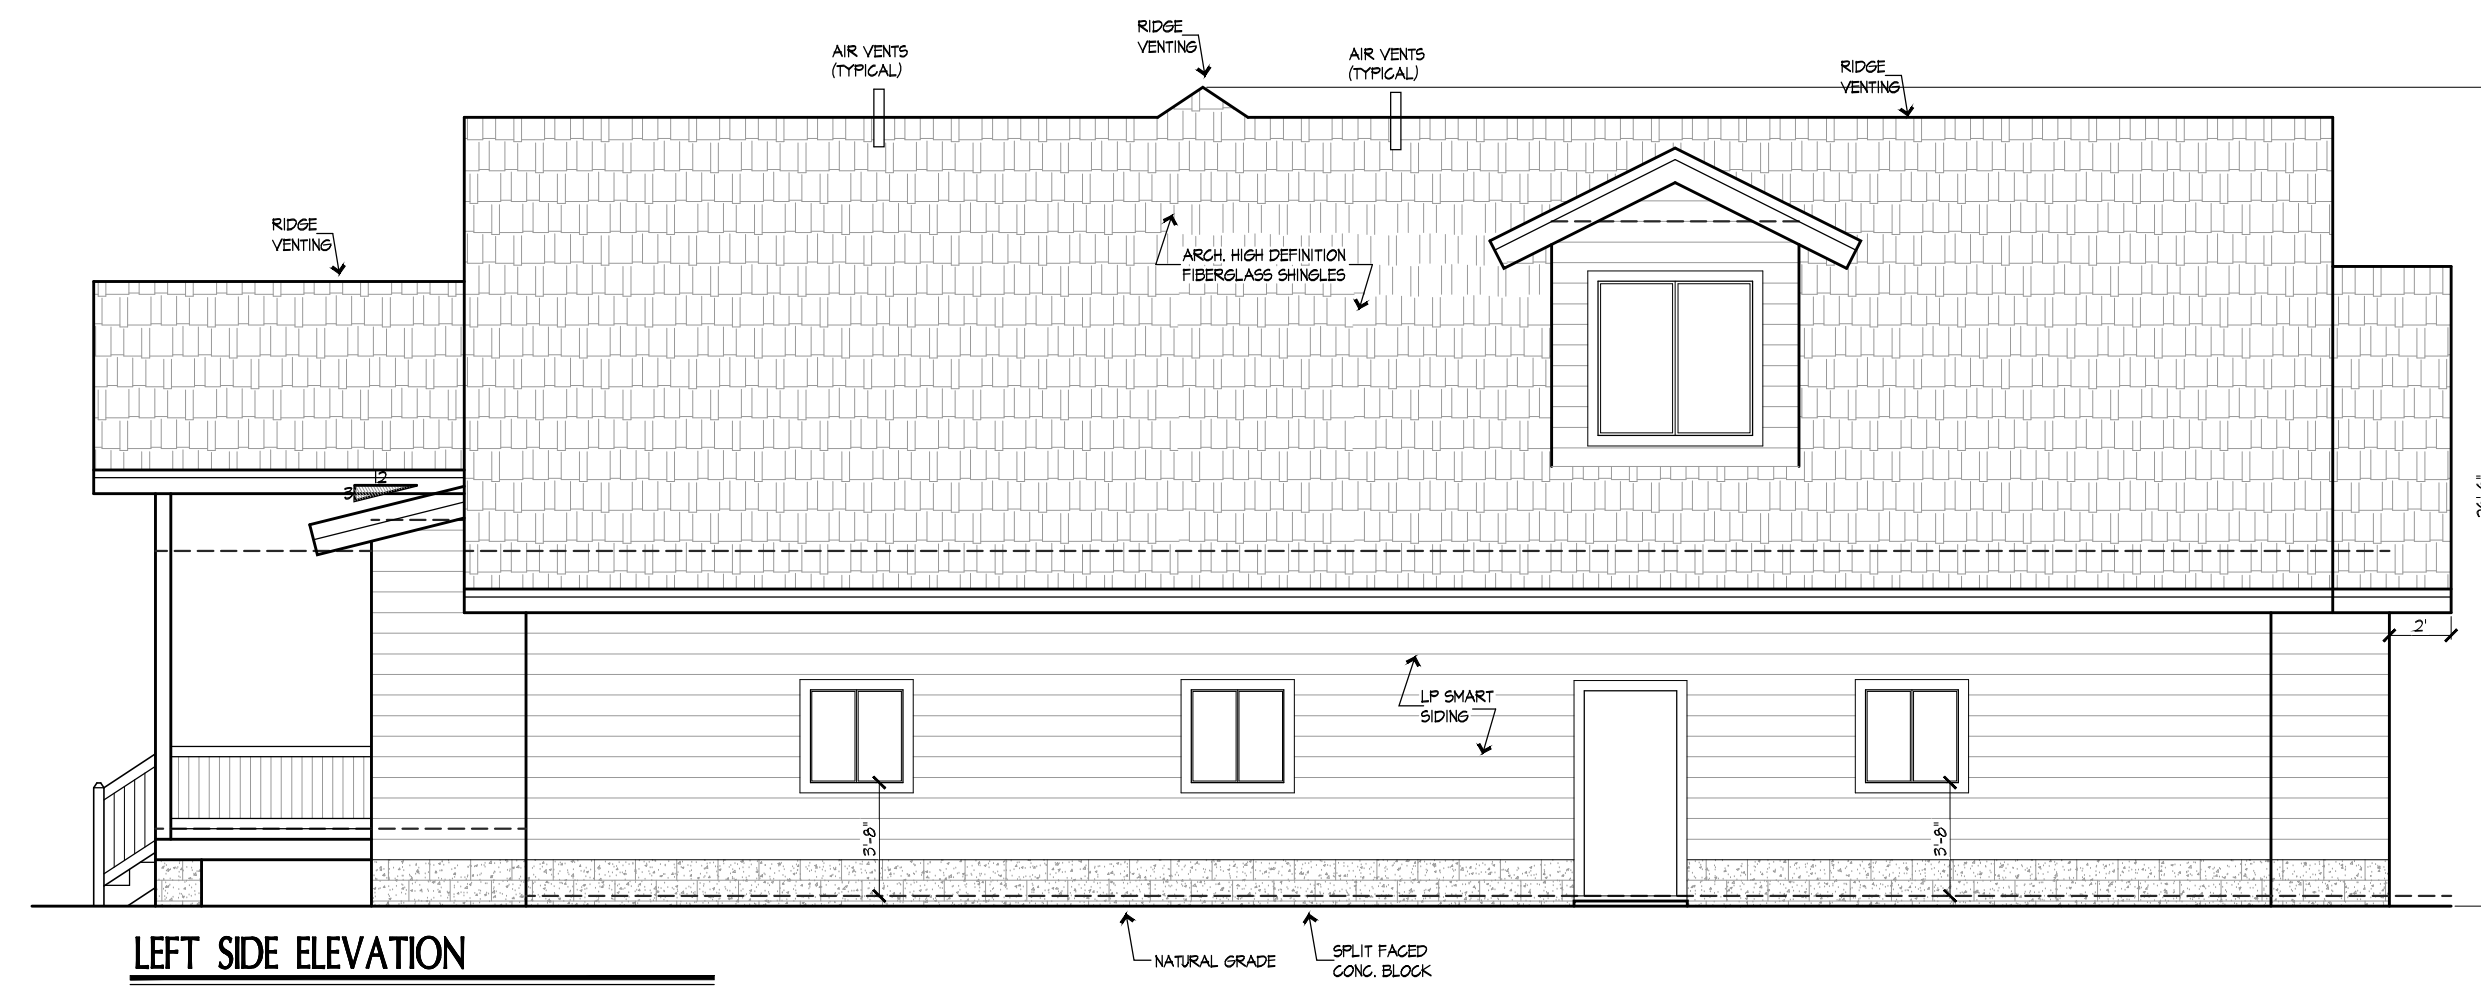 RIDGE
VENTING
AIR VENTS
(TYPICAL)
AIR VENTS
(TYPICAL)
RIDGE
VENTING
RIDGE
VENTING
ARCH. HIGH DEFINITION
FIBERGLASS SHINGLES
12
3
2'
LP SMART
SIDING
3'-8"
3'-8"
NATURAL GRADE
SPLIT FACED
CONC. BLOCK
LEFT SIDE ELEVATION